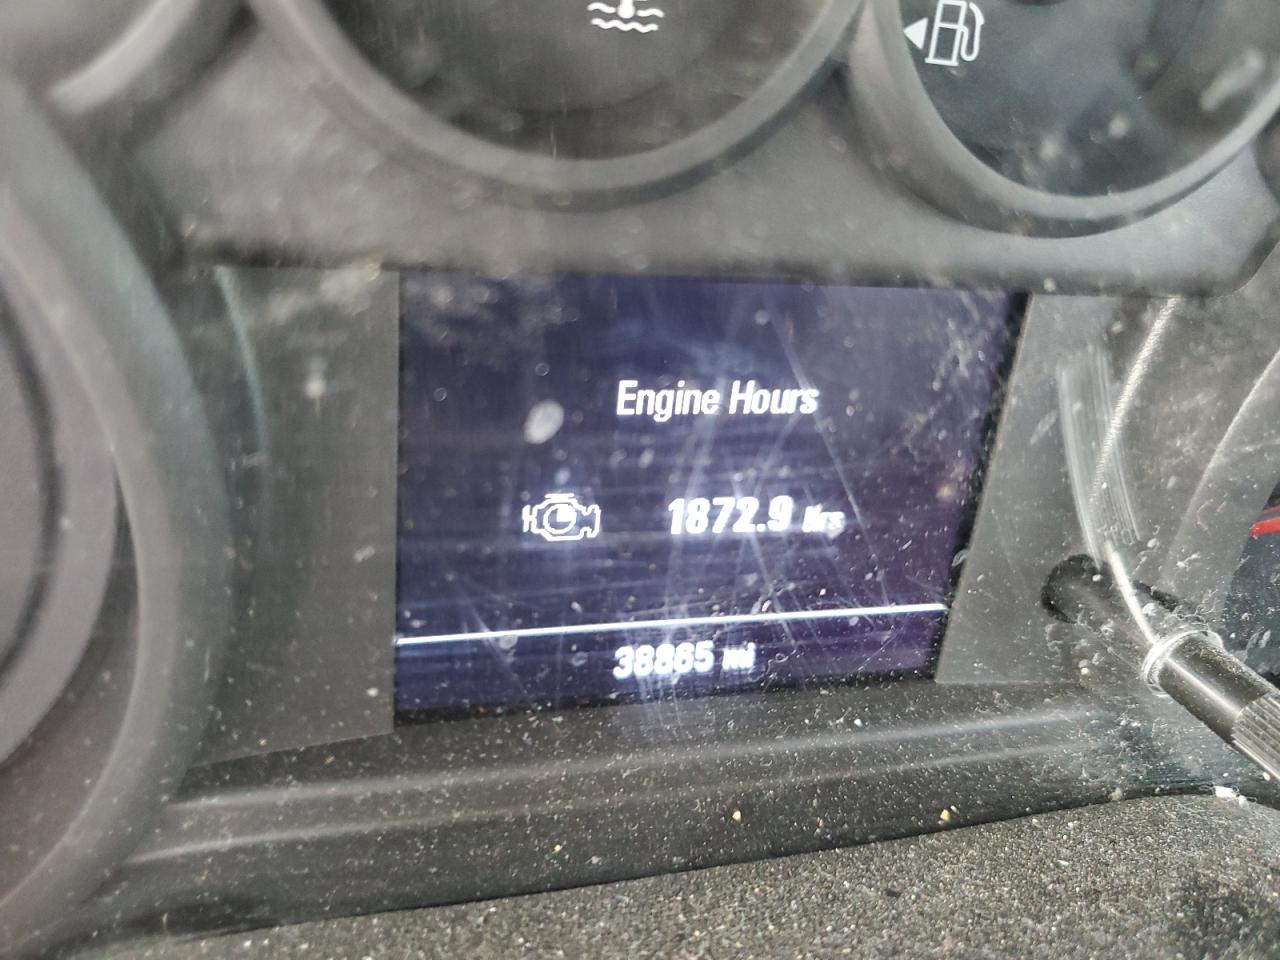 Engine Hours
1872.9 Hrs
38865 mi